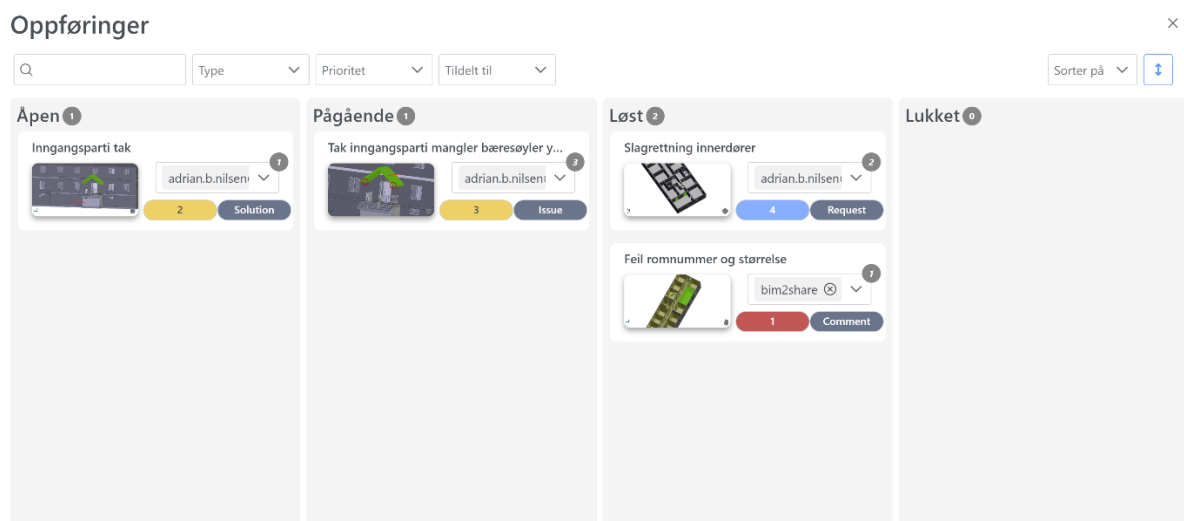 Oppføringer
Type
Prioritet
Tildelt til
Sorter på
Åpen 1
Inngangsparti tak
1
adrian.b.nilsen
2
Solution
Pågående 1
Tak inngangsparti mangler bæresøyler y...
3
adrian.b.nilsen
3
Issue
Løst 2
Slagrettning innerdører
2
adrian.b.nilsen
4
Request
Feil romnummer og størrelse
1
bim2share
1
Comment
Lukket 0